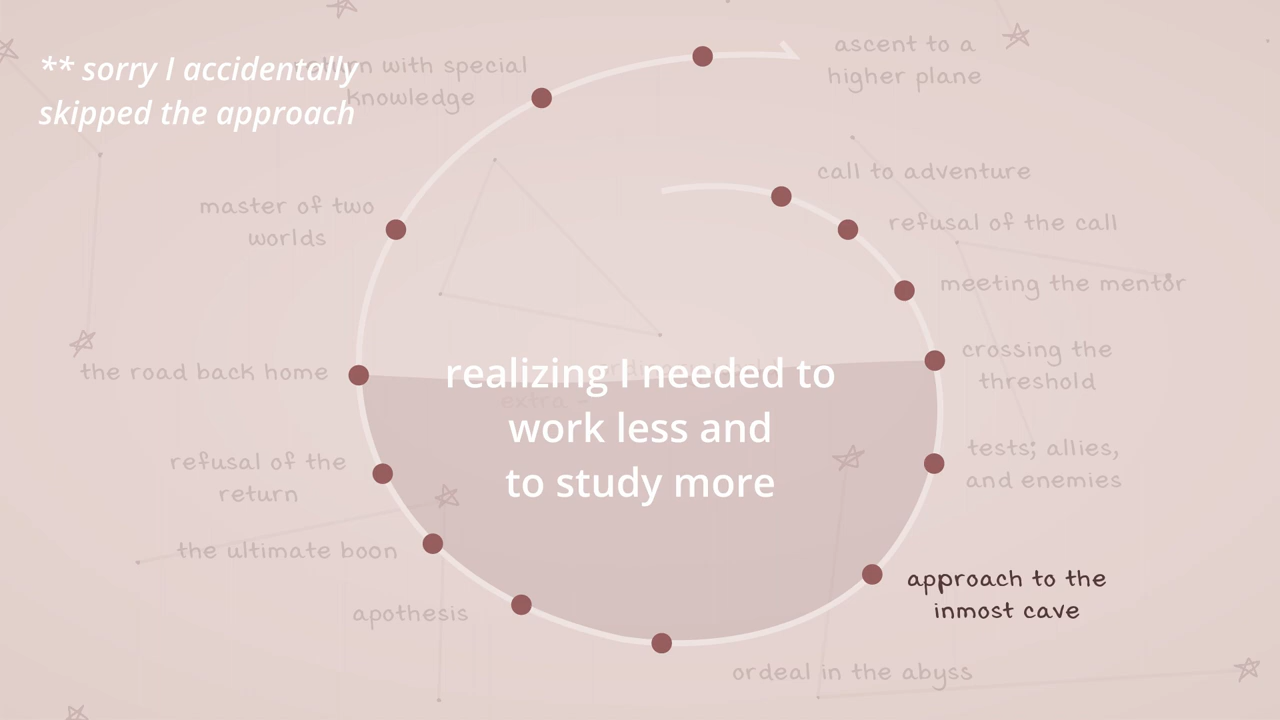 ** sorry I accidentally
skipped the approach
return with special
knowledge
ascent to a
higher plane
call to adventure
refusal of the call
meeting the mentor
crossing the
threshold
tests; allies,
and enemies
approach to the
inmost cave
ordeal in the abyss
apothesis
the ultimate boon
refusal of the
return
the road back home
master of two
worlds
realizing I needed to
work less and
to study more
extra -